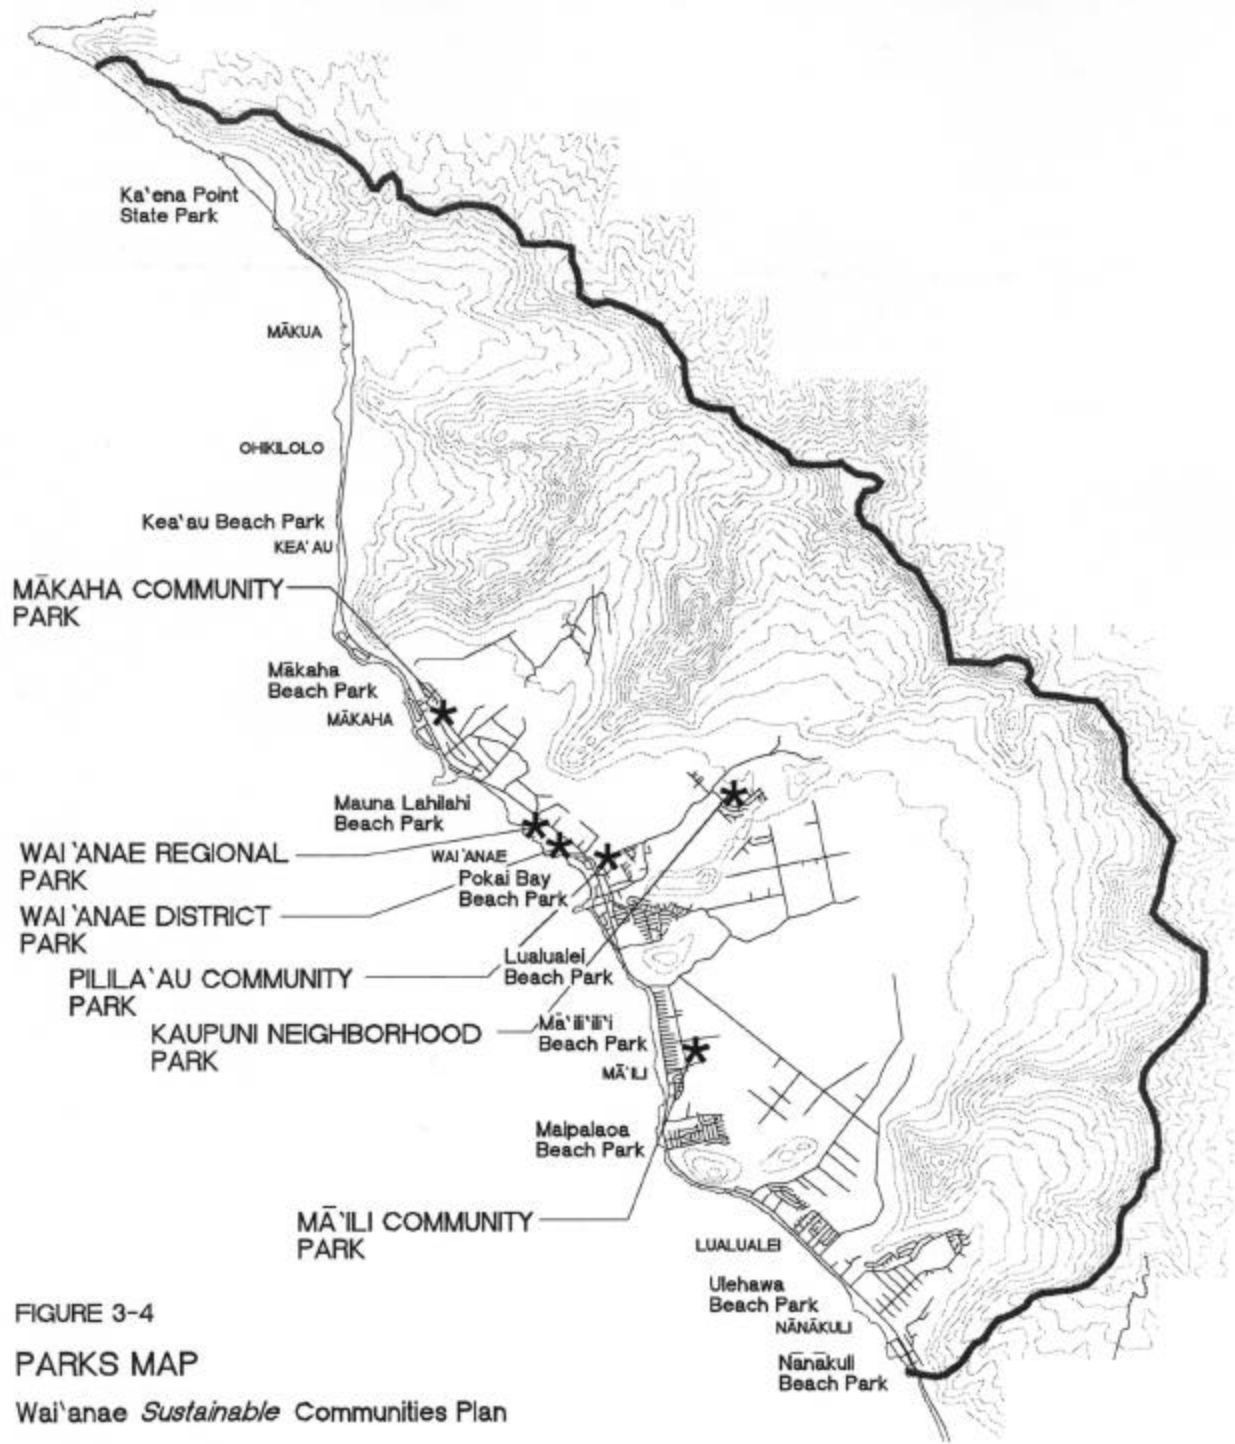 Ka'ena Point
State Park
MĀKUA
OHIKILOLO
Kea'au Beach Park
KEA'AU
MĀKAHA COMMUNITY
PARK
Mākaha
Beach Park
MĀKAHA
Mauna Lahilahi
Beach Park
WAI'ANAE REGIONAL
PARK
WAI'ANAE
Pokai Bay
Beach Park
WAI'ANAE DISTRICT
PARK
Lualualei
Beach Park
PILILA'AU COMMUNITY
PARK
KAUPUNI NEIGHBORHOOD
PARK
Mā'ili'ili'i
Beach Park
MĀ'ILI
Maipalaoa
Beach Park
MĀ'ILI COMMUNITY
PARK
LUALUALEI
Ulehawa
Beach Park
NĀNĀKULI
Nānākuli
Beach Park
FIGURE 3-4
PARKS MAP
Wai'anae Sustainable Communities Plan